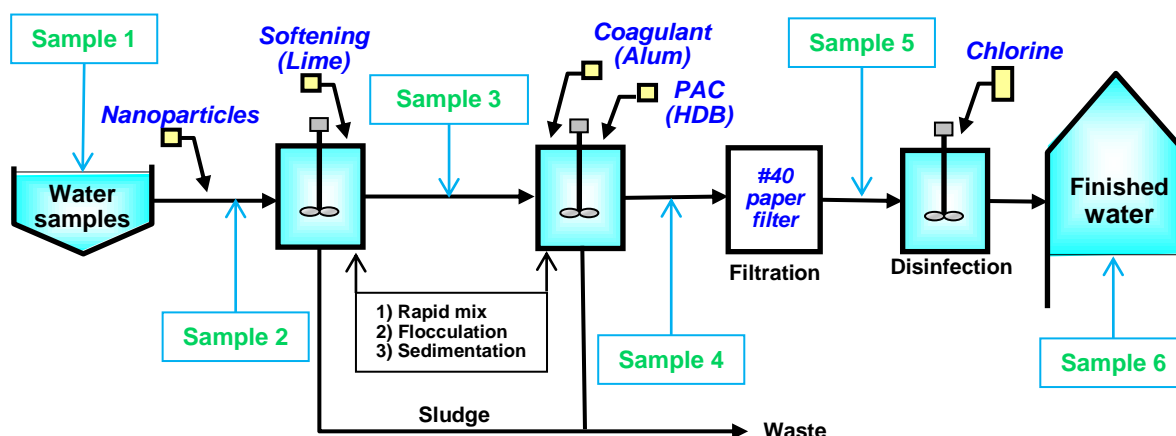 Sample 1
Softening
(Lime)
Coagulant
(Alum)
Sample 5
Chlorine
Sample 3
PAC
(HDB)
Nanoparticles
Water
samples
#40
paper
filter
Finished
water
Filtration
Disinfection
1) Rapid mix
2) Flocculation
3) Sedimentation
Sample 2
Sample 4
Sample 6
Sludge
Waste